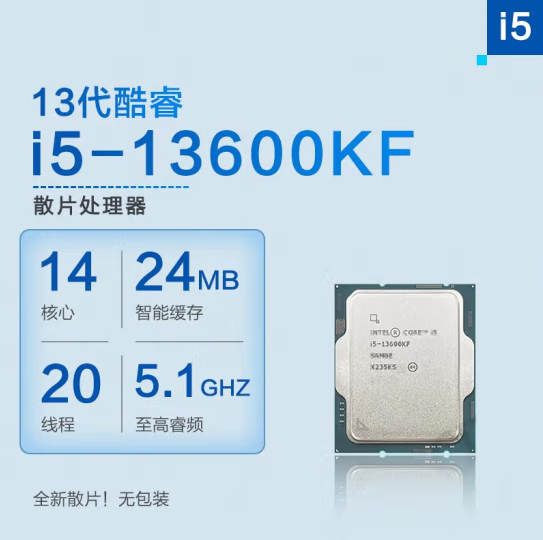 i5
13代酷睿
i5-13600KF
散片处理器
14
核心
24MB
智能缓存
20
线程
5.1GHZ
至高睿频
INTEL® CORE™ i5
i5-13600KF
X235K5
全新散片！无包装